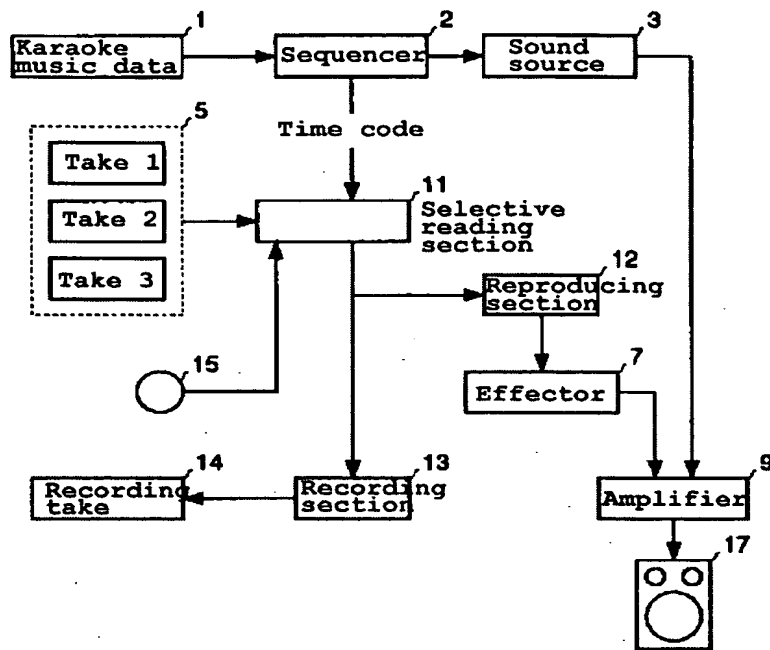 1
2
3
Karaoke
music data
Sequencer
Sound
source
5
Time code
Take 1
Take 2
Take 3
11
Selective
reading
section
12
Reproducing
section
15
7
Effector
14
Recording
take
13
Recording
section
9
Amplifier
17